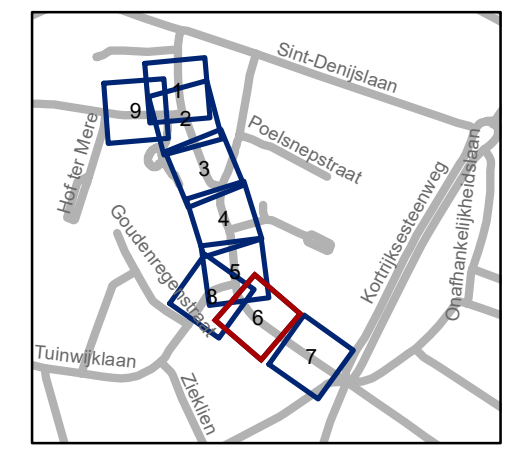 Sint-Denijslaan
1
9
2
Poelsnepstraat
Hof ter Mere
3
Kortrijksesteenweg
Onafhankelijkheidslaan
4
Goudenregenstraat
5
8
6
7
Tuinwijklaan
Zieklien